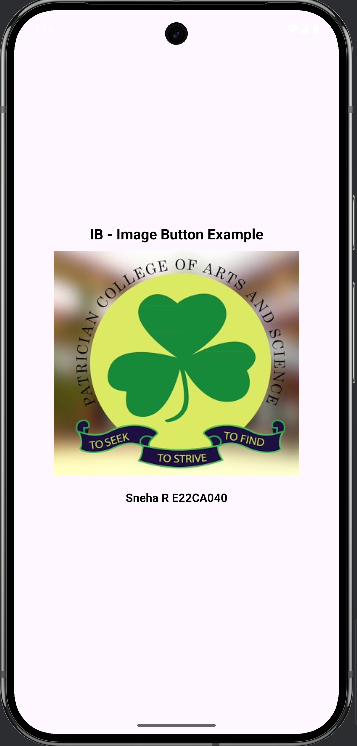 IB - Image Button Example
PATRICIAN COLLEGE OF ARTS AND SCIENCE
TO SEEK
TO STRIVE
TO FIND
Sneha R E22CA040